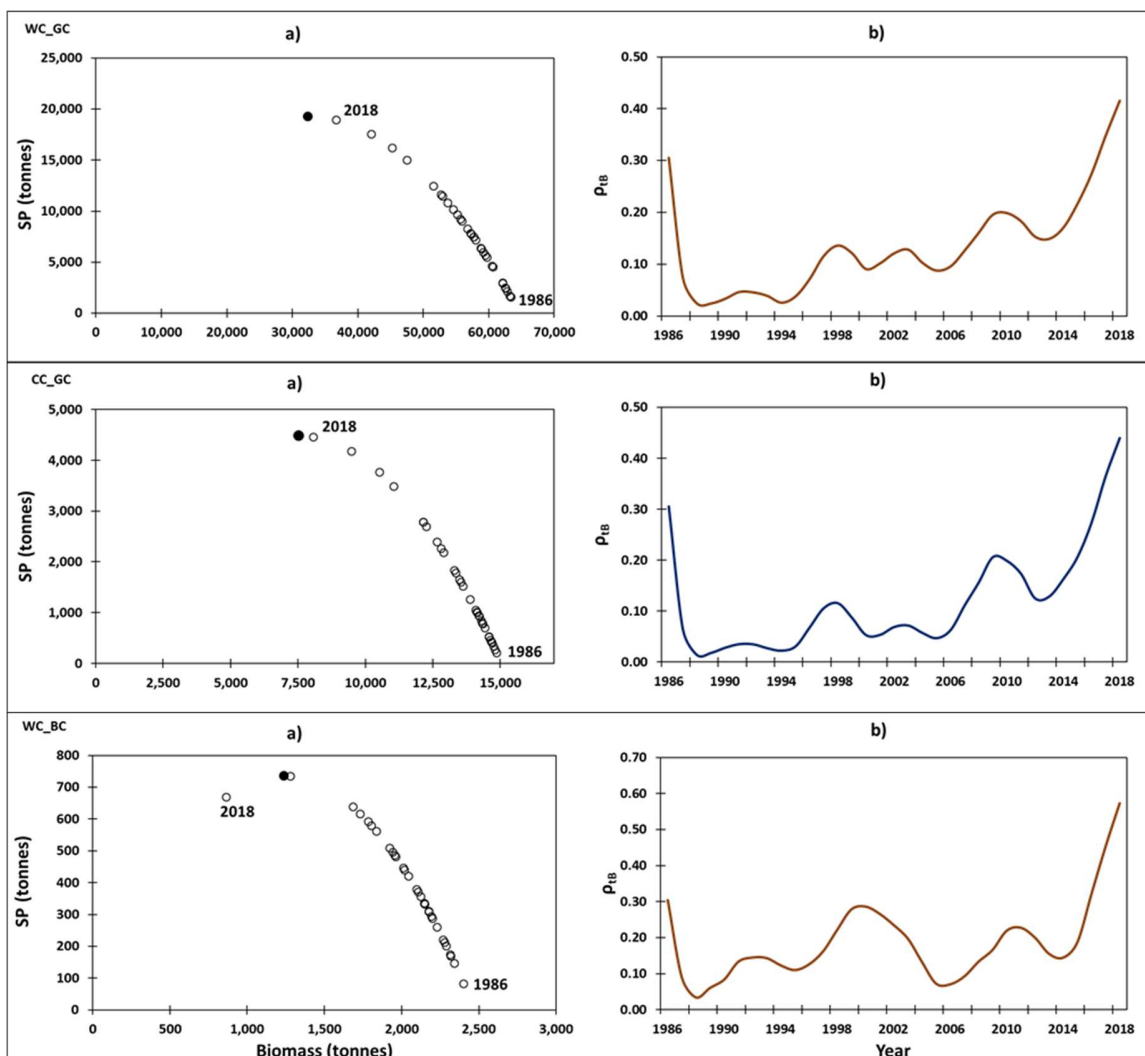 WC_GC
a)
25,000
20,000
15,000
10,000
5,000
0
SP (tonnes)
2018
1986
0 10,000 20,000 30,000 40,000 50,000 60,000 70,000
b)
0.50
0.40
0.30
0.20
0.10
0.00
ρtB
1986 1990 1994 1998 2002 2006 2010 2014 2018
CC_GC
a)
5,000
4,000
3,000
2,000
1,000
0
SP (tonnes)
2018
1986
0 2,500 5,000 7,500 10,000 12,500 15,000
b)
0.50
0.40
0.30
0.20
0.10
0.00
ρtB
1986 1990 1994 1998 2002 2006 2010 2014 2018
WC_BC
a)
800
700
600
500
400
300
200
100
0
SP (tonnes)
2018
1986
0 500 1,000 1,500 2,000 2,500 3,000
Biomass (tonnes)
b)
0.70
0.60
0.50
0.40
0.30
0.20
0.10
0.00
ρtB
1986 1990 1994 1998 2002 2006 2010 2014 2018
Year